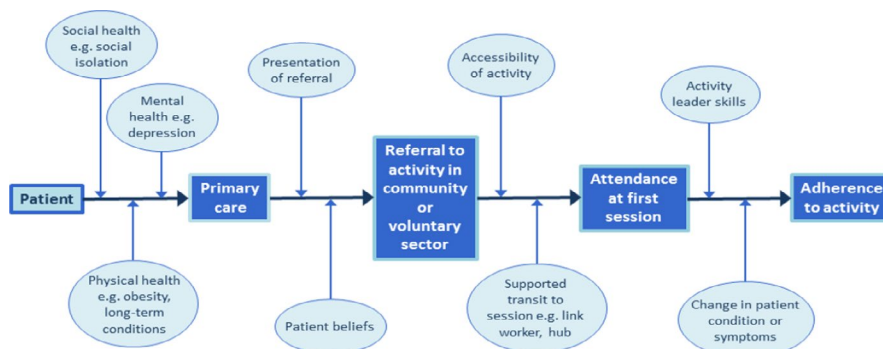 Social health
e.g. social
isolation
Mental
health e.g.
depression
Presentation
of referral
Accessibility
of activity
Activity
leader skills
Patient
Primary
care
Referral to
activity in
community
or
voluntary
sector
Attendance
at first
session
Adherence
to activity
Physical health
e.g. obesity,
long-term
conditions
Patient beliefs
Supported
transit to
session e.g. link
worker, hub
Change in patient
condition or
symptoms